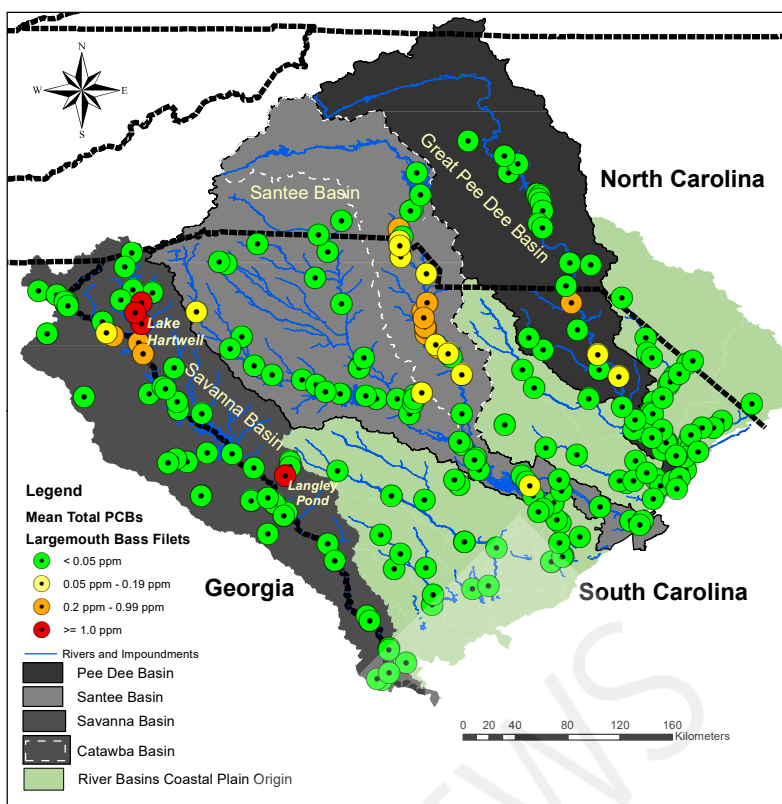 N
W
E
S
North Carolina
Great Pee Dee Basin
Santee Basin
Lake
Hartwell
Savanna Basin
Langley
Pond
Georgia
South Carolina
Legend
Mean Total PCBs
Largemouth Bass Filets
< 0.05 ppm
0.05 ppm - 0.19 ppm
0.2 ppm - 0.99 ppm
>= 1.0 ppm
Rivers and Impoundments
Pee Dee Basin
Santee Basin
Savanna Basin
Catawba Basin
River Basins Coastal Plain Origin
0 20 40 80 120 160
Kilometers
EWS